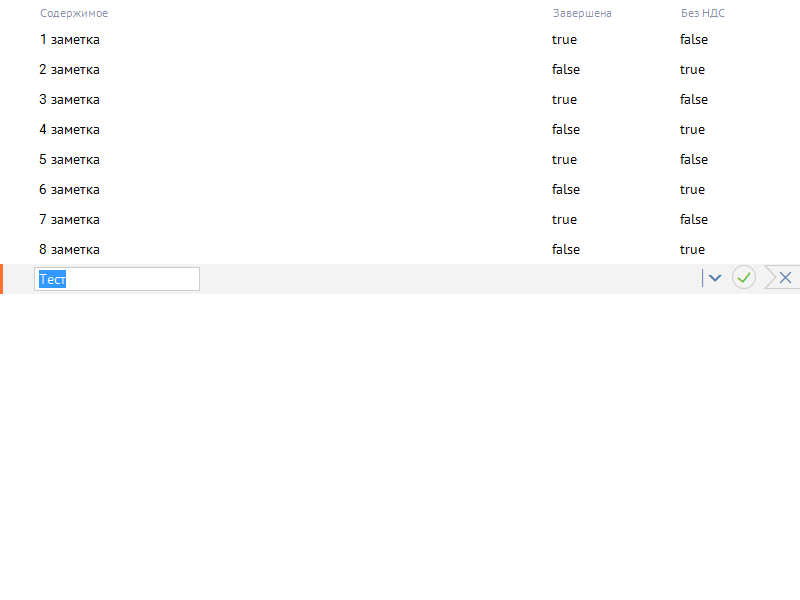 Содержимое Завершена Без НДС
1 заметка true false
2 заметка false true
3 заметка true false
4 заметка false true
5 заметка true false
6 заметка false true
7 заметка true false
8 заметка false true
Тест